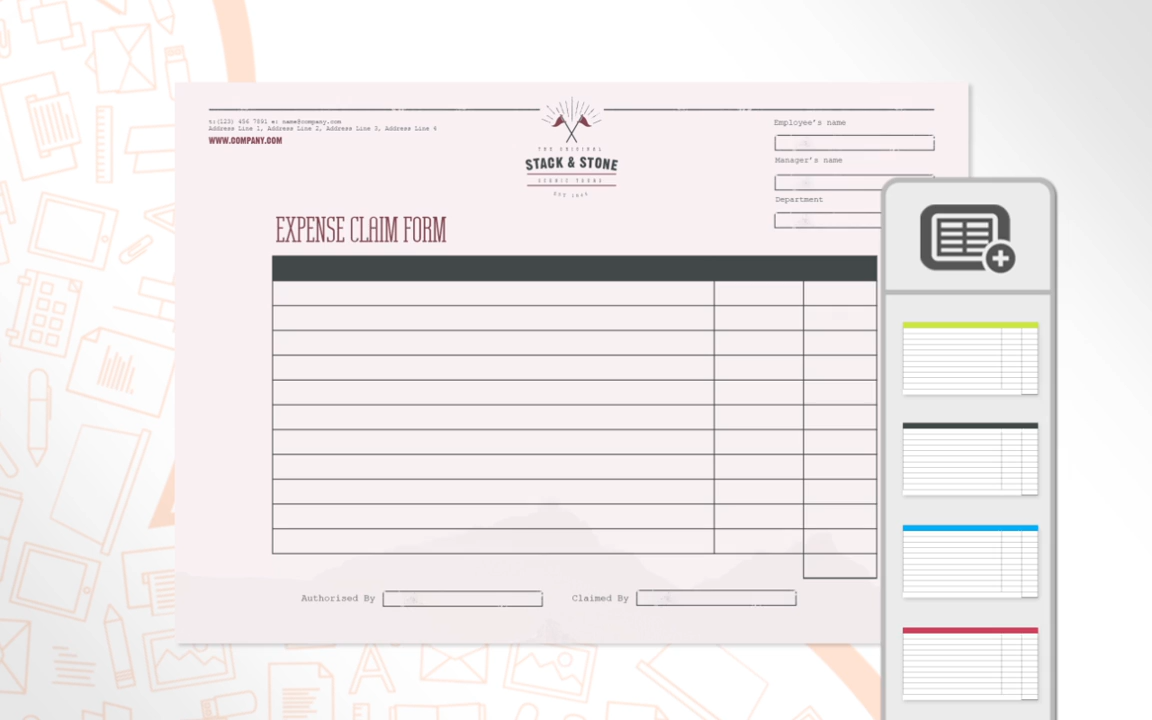 t:(123) 456 7891 e: name@company.com
Address Line 1, Address Line 2, Address Line 3, Address Line 4
WWW.COMPANY.COM
THE ORIGINAL
STACK & STONE
Employee's name
Manager's name
Department
EXPENSE CLAIM FORM
Authorised By
Claimed By